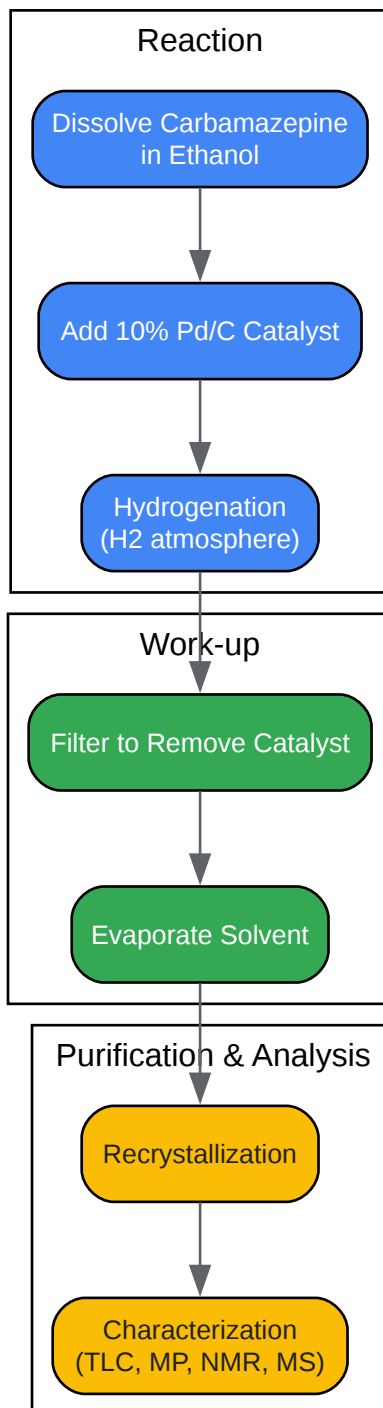 Reaction
Dissolve Carbamazepine
in Ethanol
Add 10% Pd/C Catalyst
Hydrogenation
(H2 atmosphere)
Work-up
Filter to Remove Catalyst
Evaporate Solvent
Purification & Analysis
Recrystallization
Characterization
(TLC, MP, NMR, MS)